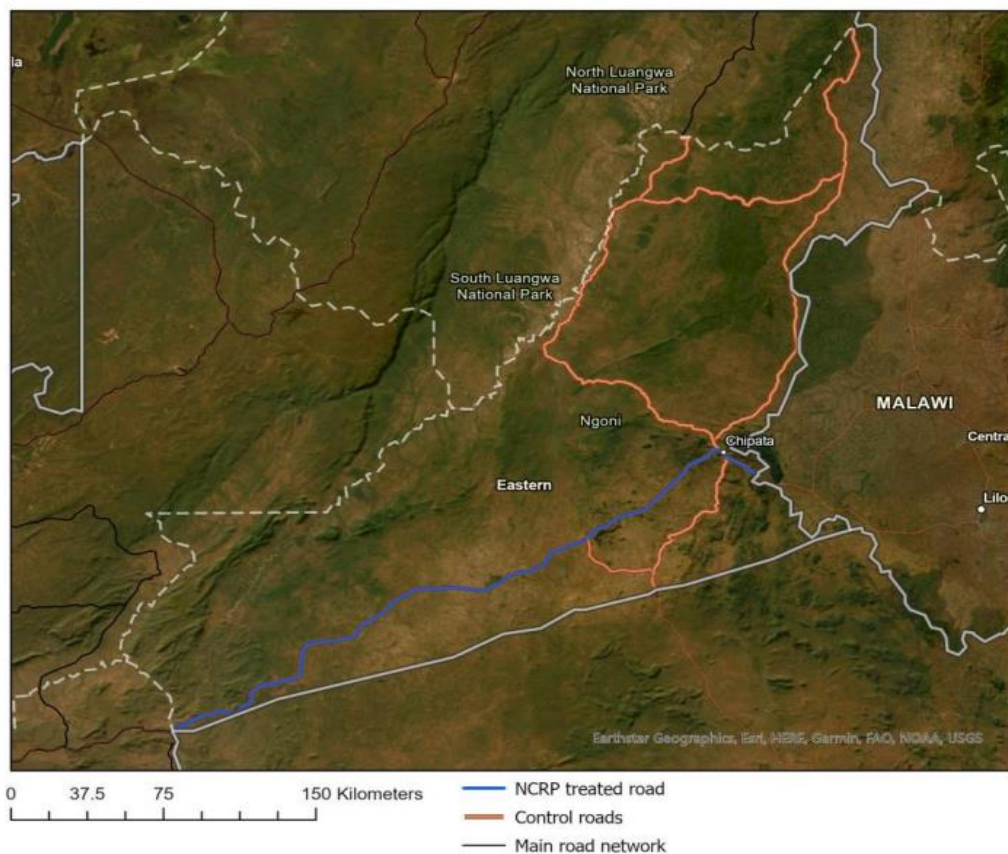 la
North Luangwa
National Park
South Luangwa
National Park
MALAWI
Ngoni
Chipata
Centra
Eastern
Lilo
Earthstar Geographics, Esri, HERE, Garmin, FAO, NOAA, USGS
0 37.5 75 150 Kilometers
NCRP treated road
Control roads
Main road network